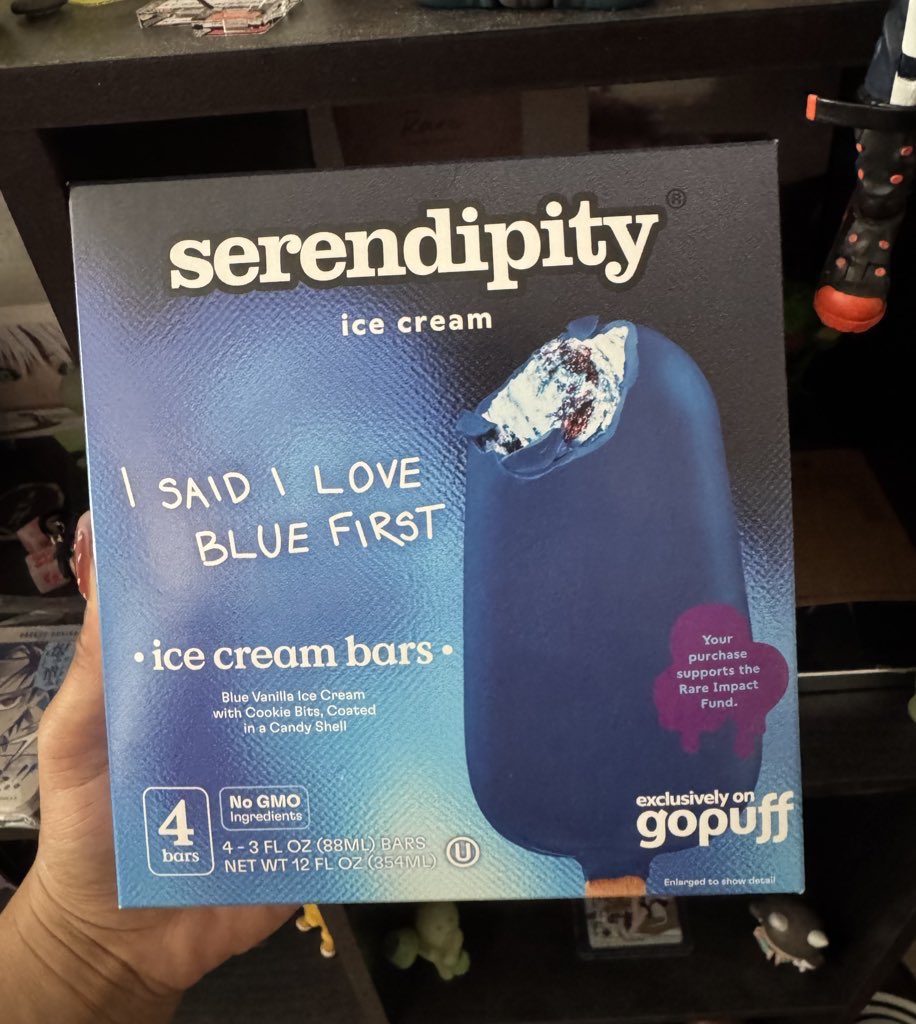 serendipity®
ice cream
I SAID I LOVE
BLUE FIRST
• ice cream bars •
Blue Vanilla Ice Cream
with Cookie Bits, Coated
in a Candy Shell
Your
purchase
supports the
Rare Impact
Fund.
4
bars
No GMO
Ingredients
4 - 3 FL OZ (88ML) BARS
NET WT 12 FL OZ (354ML)
U
exclusively on
gopuff
Enlarged to show detail